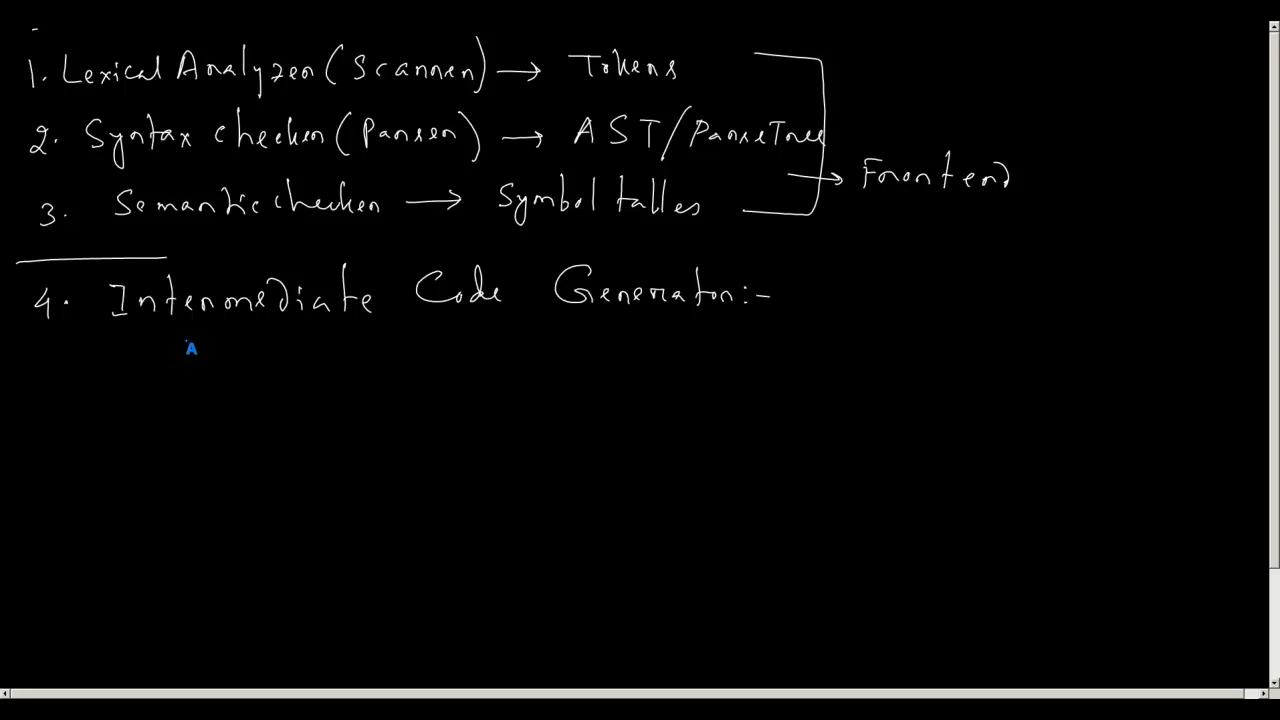 1. Lexical Analyzer (Scanner) → Tokens
2. Syntax checker (Parser) → AST/ParseTree
→ Frontend
3. Semantic checker → Symbol tables
4. Intermediate Code Generator:-
A